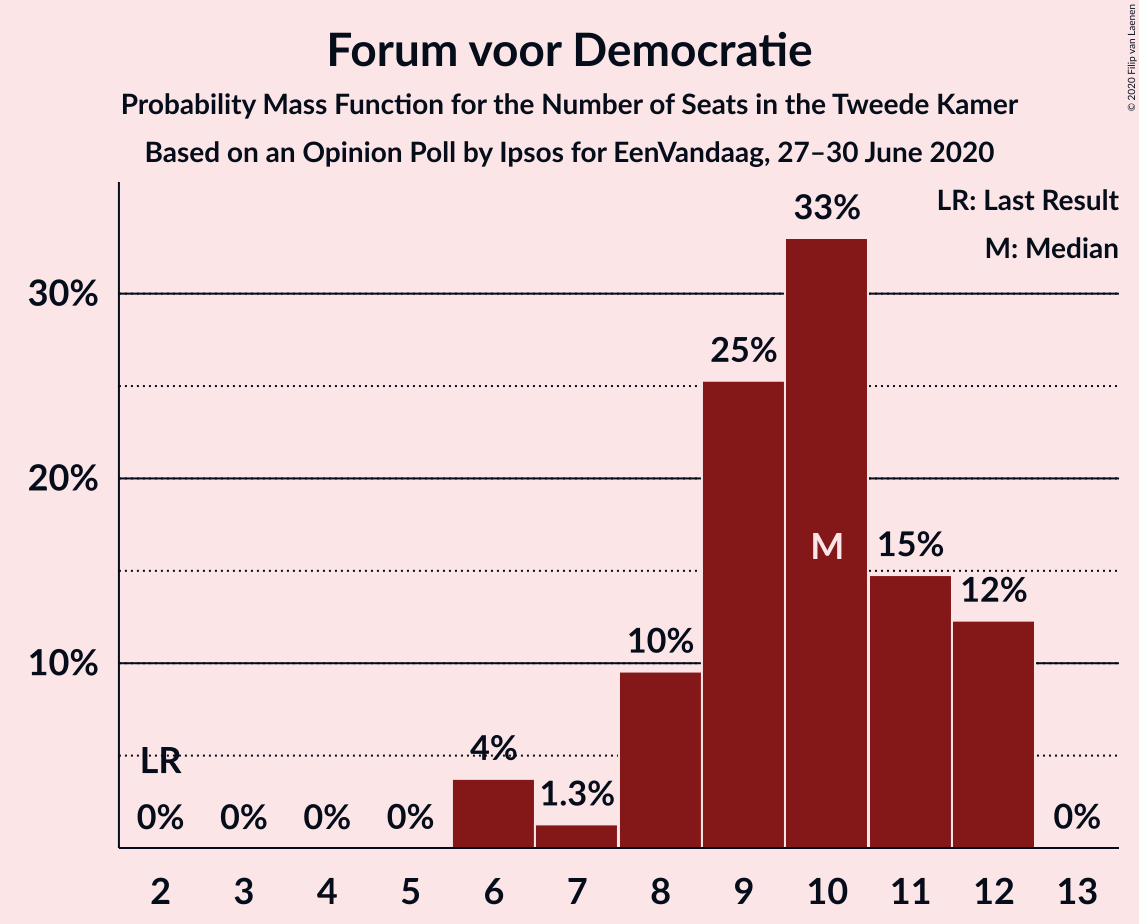 Forum voor Democratie
Probability Mass Function for the Number of Seats in the Tweede Kamer
Based on an Opinion Poll by Ipsos for EenVandaag, 27–30 June 2020
© 2020 Filip van Laenen
LR: Last Result
M: Median
33%
30%
25%
20%
M
15%
12%
10%
10%
LR
4%
1.3%
0% 0% 0% 0% 0%
2 3 4 5 6 7 8 9 10 11 12 13